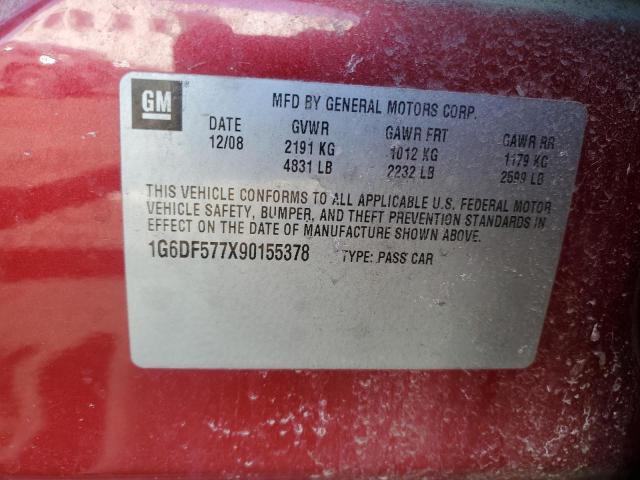 GM
MFD BY GENERAL MOTORS CORP.
DATE GVWR GAWR FRT GAWR RR
12/08 2191 KG 1012 KG 1179 KG
4831 LB 2232 LB 2599 LB
THIS VEHICLE CONFORMS TO ALL APPLICABLE U.S. FEDERAL MOTOR
VEHICLE SAFETY, BUMPER, AND THEFT PREVENTION STANDARDS IN
EFFECT ON THE DATE OF MANUFACTURE SHOWN ABOVE.
1G6DF577X90155378 TYPE: PASS CAR